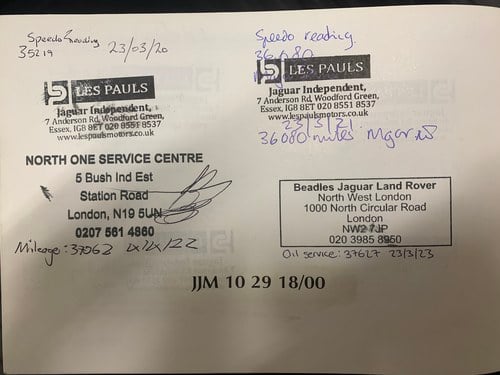 Speedo reading
35219
23/03/20
LES PAULS
Jaguar Independent,
7 Anderson Rd, Woodford Green,
Essex, IG8 8ET 020 8551 8537
www.lespaulsmotors.co.uk
Speedo reading.
36,080
LES PAULS
Jaguar Independent,
7 Anderson Rd, Woodford Green,
Essex, IG8 8ET 020 8551 8537
www.lespaulsmotors.co.uk
23/3/21
36080 miles
NORTH ONE SERVICE CENTRE
5 Bush Ind Est
Station Road
London, N19 5UN
0207 561 4860
Mileage: 37062
Beadles Jaguar Land Rover
North West London
1000 North Circular Road
London
NW2 7JP
020 3985 8950
Oil service: 37627 23/3/23
JJM 10 29 18/00